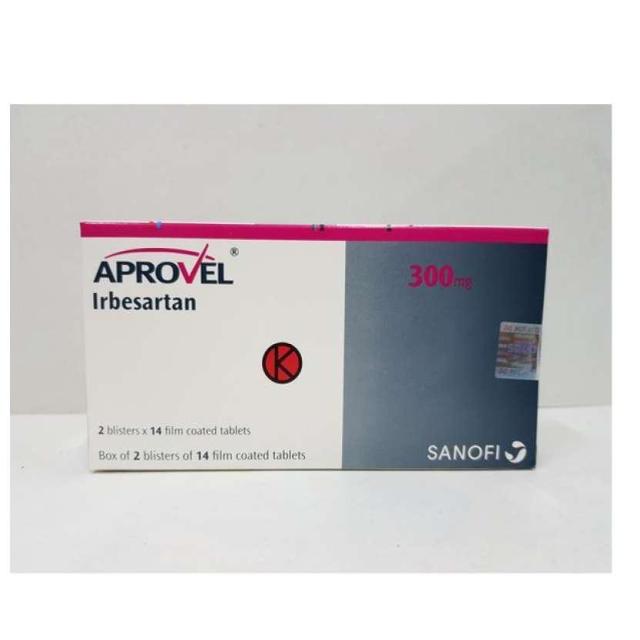 APROVEL®
Irbesartan
300mg
K
2 blisters x 14 film coated tablets
Box of 2 blisters of 14 film coated tablets
SANOFI